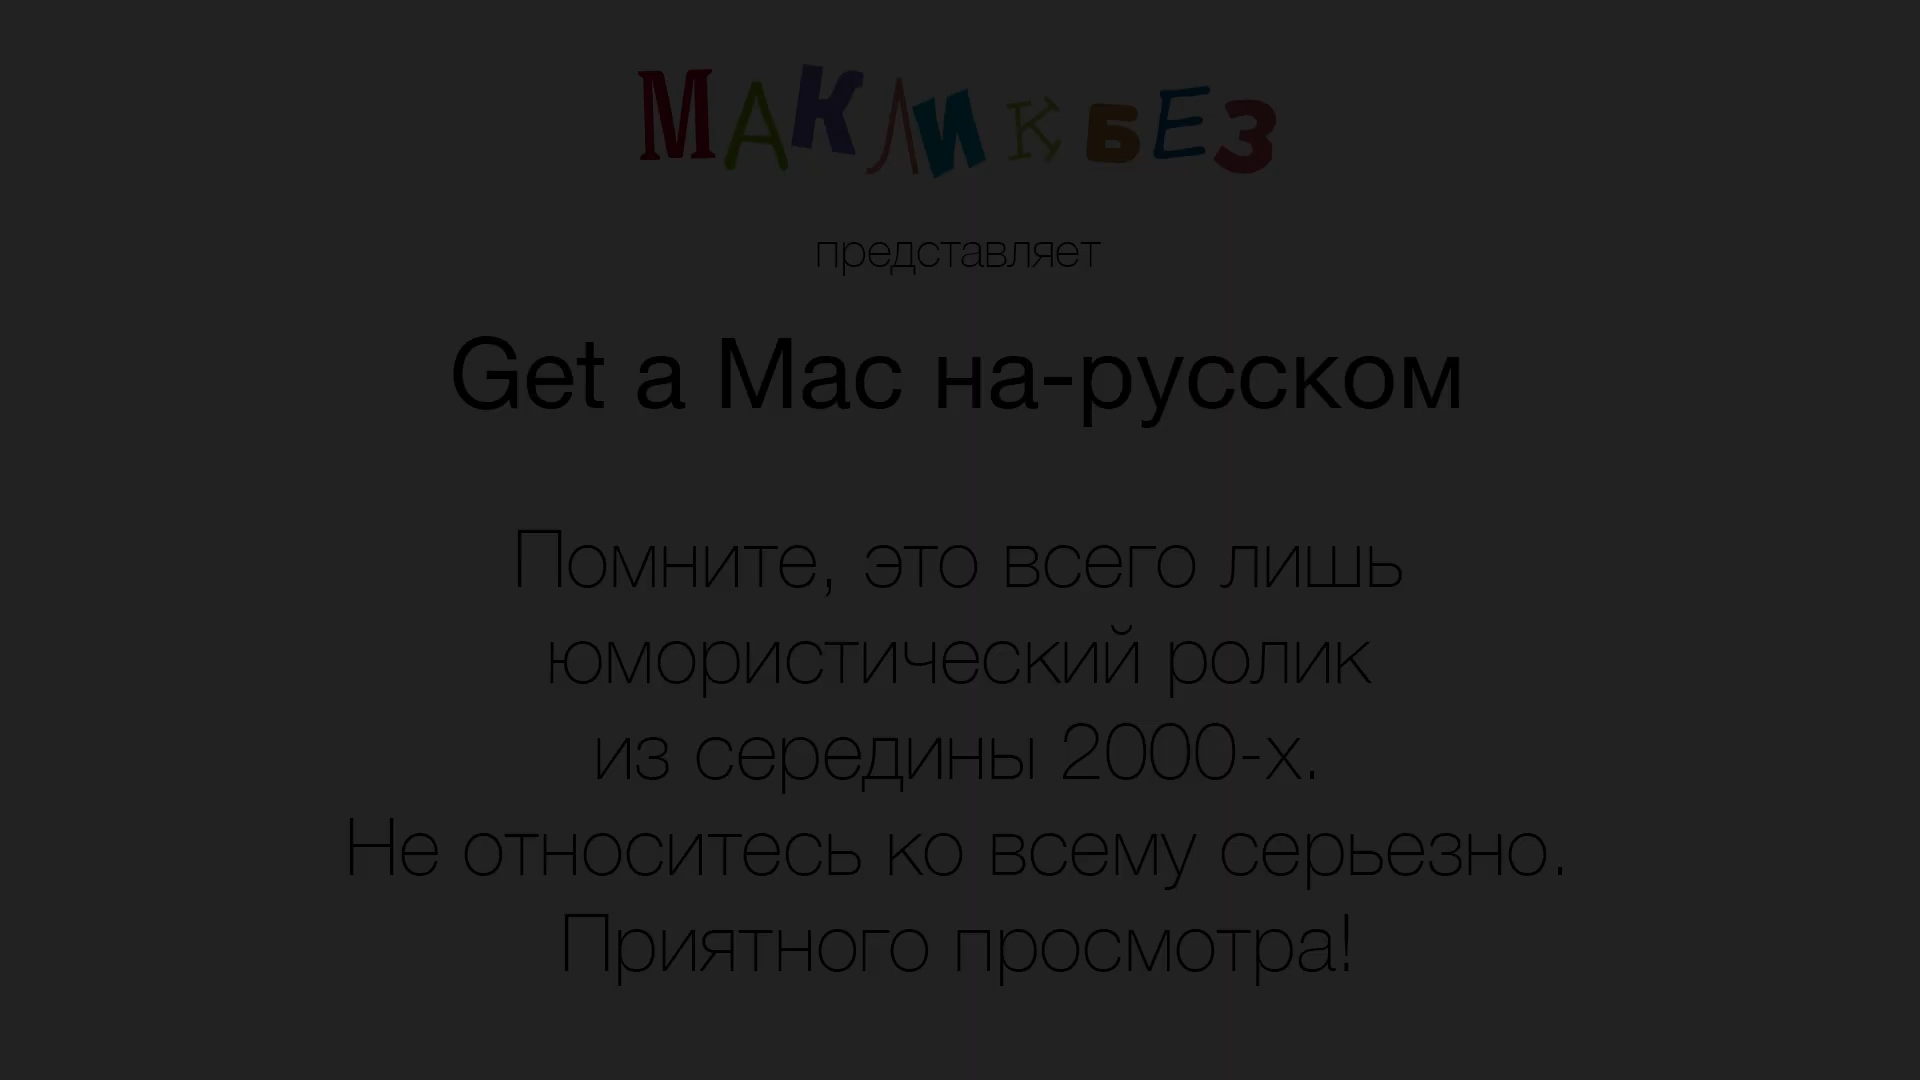 МАКЛИКБЕЗ
представляет
Get a Mac на-русском
Помните, это всего лишь
юмористический ролик
из середины 2000-х.
Не относитесь ко всему серьезно.
Приятного просмотра!